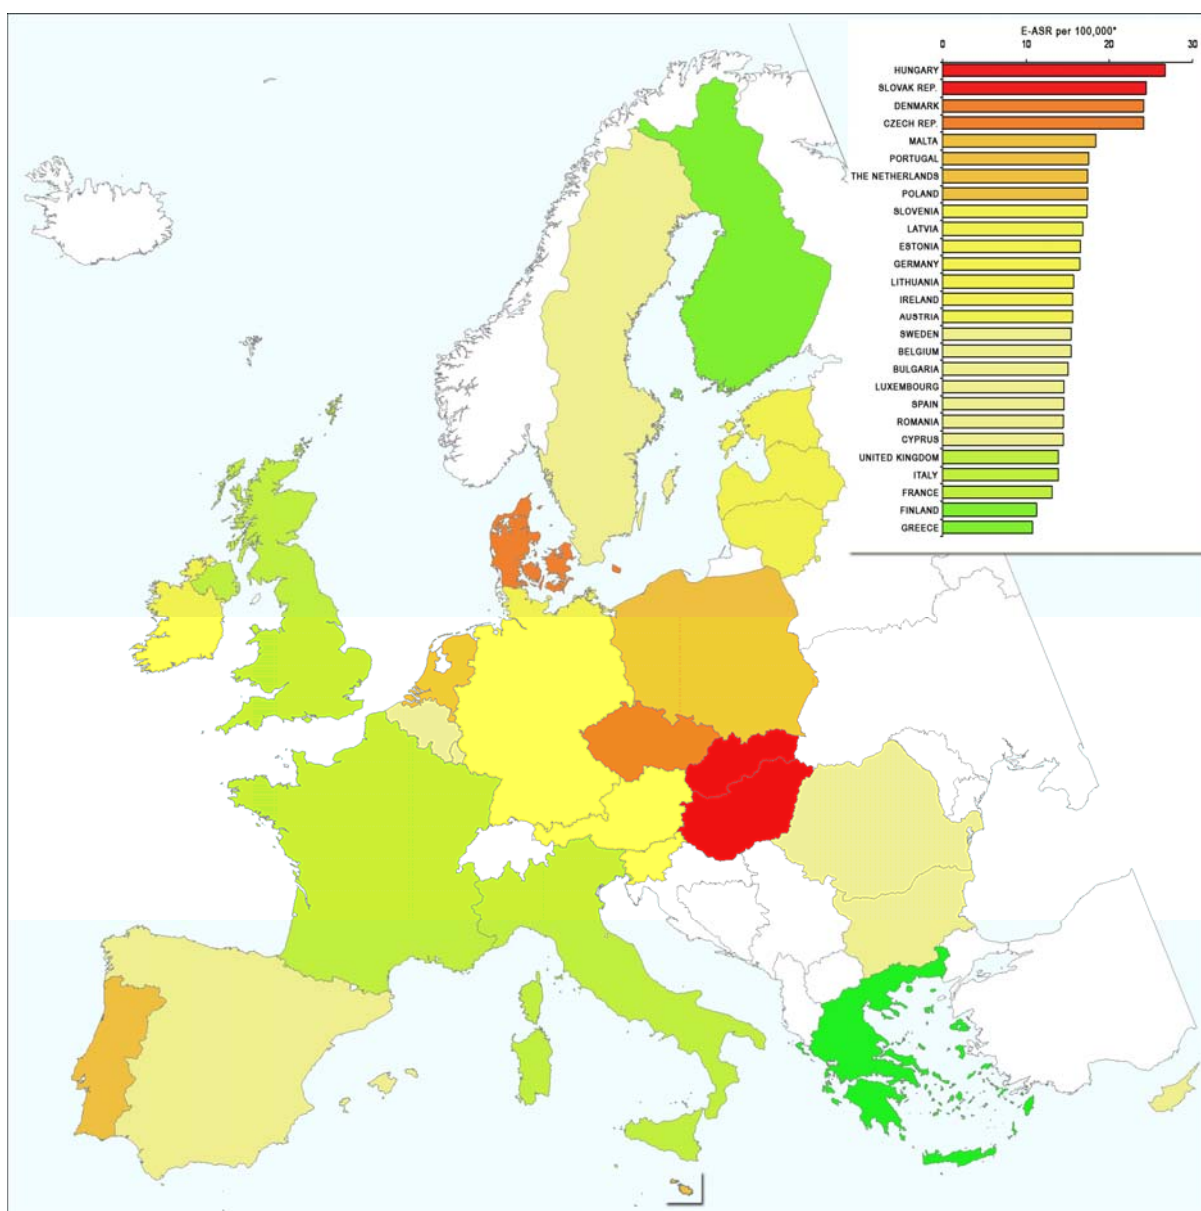 E-ASR per 100,000*
0 10 20 30
HUNGARY
SLOVAK REP.
DENMARK
CZECH REP.
MALTA
PORTUGAL
THE NETHERLANDS
POLAND
SLOVENIA
LATVIA
ESTONIA
GERMANY
LITHUANIA
IRELAND
AUSTRIA
SWEDEN
BELGIUM
BULGARIA
LUXEMBOURG
SPAIN
ROMANIA
CYPRUS
UNITED KINGDOM
ITALY
FRANCE
FINLAND
GREECE